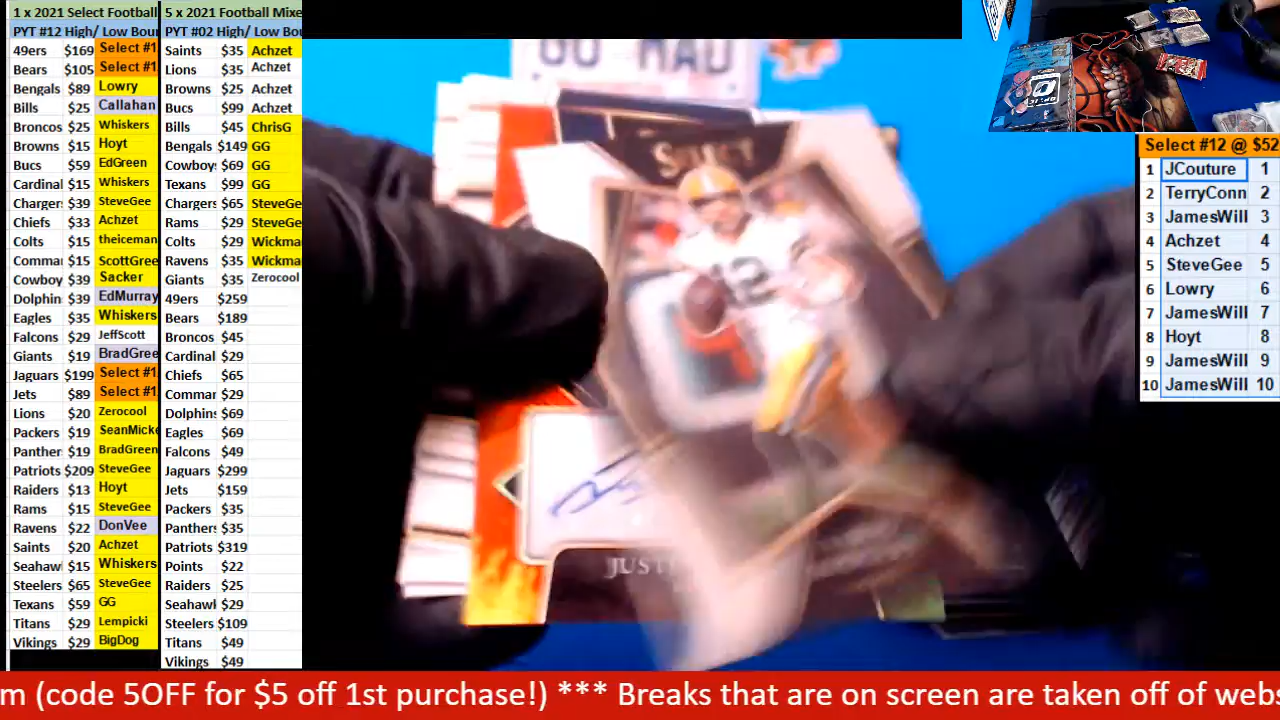 1 x 2021 Select Football
PYT #12 High/ Low Bou
49ers $169 Select #1
Bears $105 Select #1
Bengals $89 Lowry
Bills $25 Callahan
Broncos $25 Whiskers
Browns $15 Hoyt
Bucs $59 EdGreen
Cardinal $15 Whiskers
Charger $39 SteveGee
Chiefs $33 Achzet
Colts $15 theiceman
Comma $15 ScottGree
Cowboy $39 Sacker
Dolphin $39 EdMurray
Eagles $35 Whiskers
Falcons $29 JeffScott
Giants $19 BradGree
Jaguars $199 Select #1
Jets $89 Select #1
Lions $20 Zerocool
Packers $19 SeanMicke
Panther $19 BradGreen
Patriots $209 SteveGee
Raiders $13 Hoyt
Rams $15 SteveGee
Ravens $22 DonVee
Saints $20 Achzet
Seahaw $15 Whiskers
Steelers $65 SteveGee
Texans $59 GG
Titans $29 Lempicki
Vikings $29 BigDog
5 x 2021 Football Mixe
PYT #02 High/ Low Bou
Saints $35 Achzet
Lions $35 Achzet
Browns $25 Achzet
Bucs $99 Achzet
Bills $45 ChrisG
Bengals $149 GG
Cowboy $69 GG
Texans $99 GG
Chargers $65 SteveGe
Rams $29 SteveGe
Colts $29 Wickma
Ravens $35 Wickma
Giants $35 Zerocool
49ers $259
Bears $189
Broncos $45
Cardinal $29
Chiefs $65
Comman $29
Dolphins $69
Eagles $69
Falcons $49
Jaguars $299
Jets $159
Packers $35
Panthers $35
Patriots $319
Points $22
Raiders $25
Seahawk $29
Steelers $109
Titans $49
Vikings $49
SELECT
12
JUST
Select #12 @ $52
1 JCouture 1
2 TerryConn 2
3 JamesWill 3
4 Achzet 4
5 SteveGee 5
6 Lowry 6
7 JamesWill 7
8 Hoyt 8
9 JamesWill 9
10 JamesWill 10
m (code 5OFF for $5 off 1st purchase!) *** Breaks that are on screen are taken off of webs